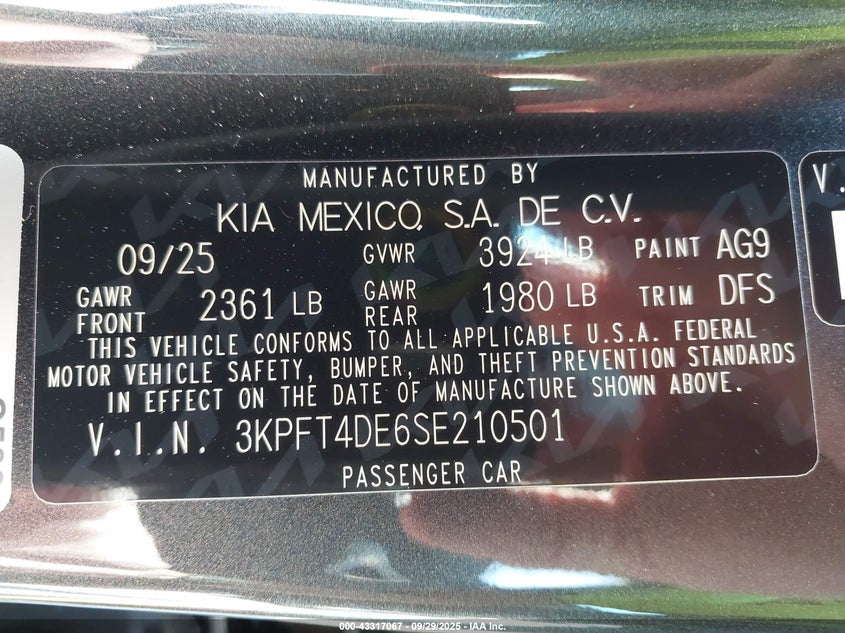 MANUFACTURED BY
KIA MEXICO, S.A. DE C.V.
09/25 GVWR 3924 LB PAINT AG9
GAWR FRONT 2361 LB GAWR REAR 1980 LB TRIM DFS
THIS VEHICLE CONFORMS TO ALL APPLICABLE U.S.A. FEDERAL
MOTOR VEHICLE SAFETY, BUMPER, AND THEFT PREVENTION STANDARDS
IN EFFECT ON THE DATE OF MANUFACTURE SHOWN ABOVE.
V.I.N. 3KPFT4DE6SE210501
PASSENGER CAR
V.
000-43317067 - 09/29/2025 - IAA Inc.